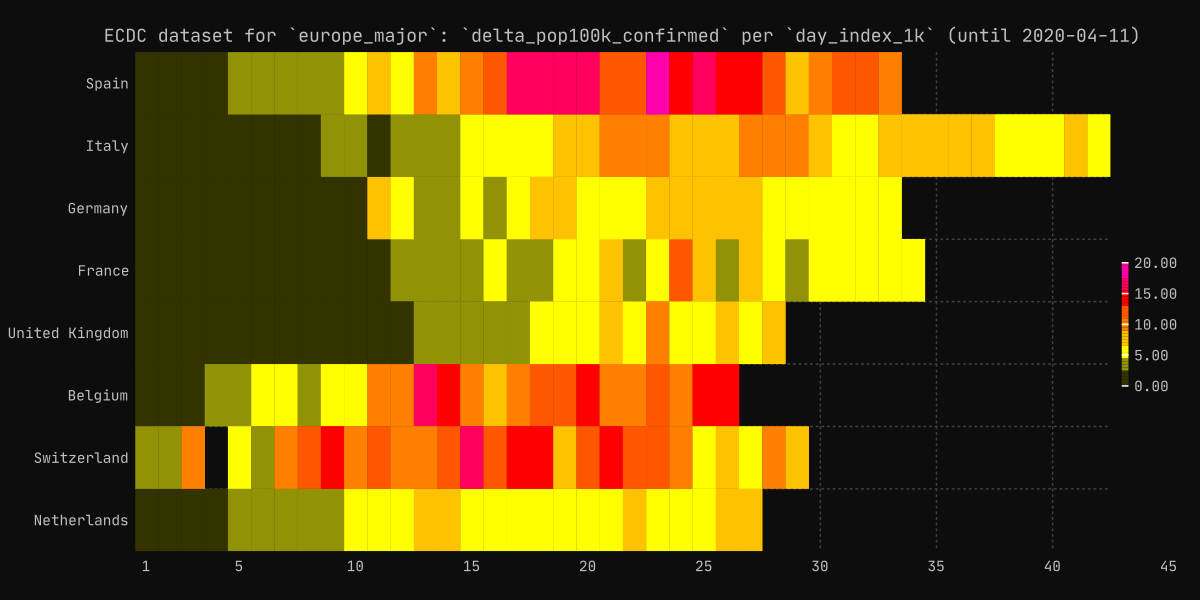 ECDC dataset for `europe_major`: `delta_pop100k_confirmed` per `day_index_1k` (until 2020-04-11)
Spain
Italy
Germany
France
United Kingdom
Belgium
Switzerland
Netherlands
20.00
15.00
10.00
5.00
0.00
1 5 10 15 20 25 30 35 40 45